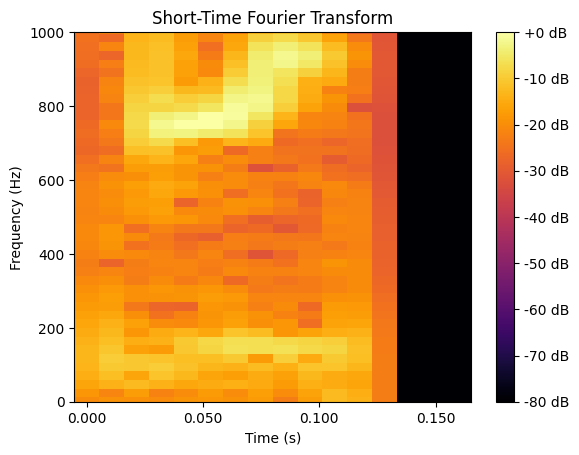 Short-Time Fourier Transform
1000
800
600
400
200
0
Frequency (Hz)
0.000
0.050
0.100
0.150
Time (s)
+0 dB
-10 dB
-20 dB
-30 dB
-40 dB
-50 dB
-60 dB
-70 dB
-80 dB